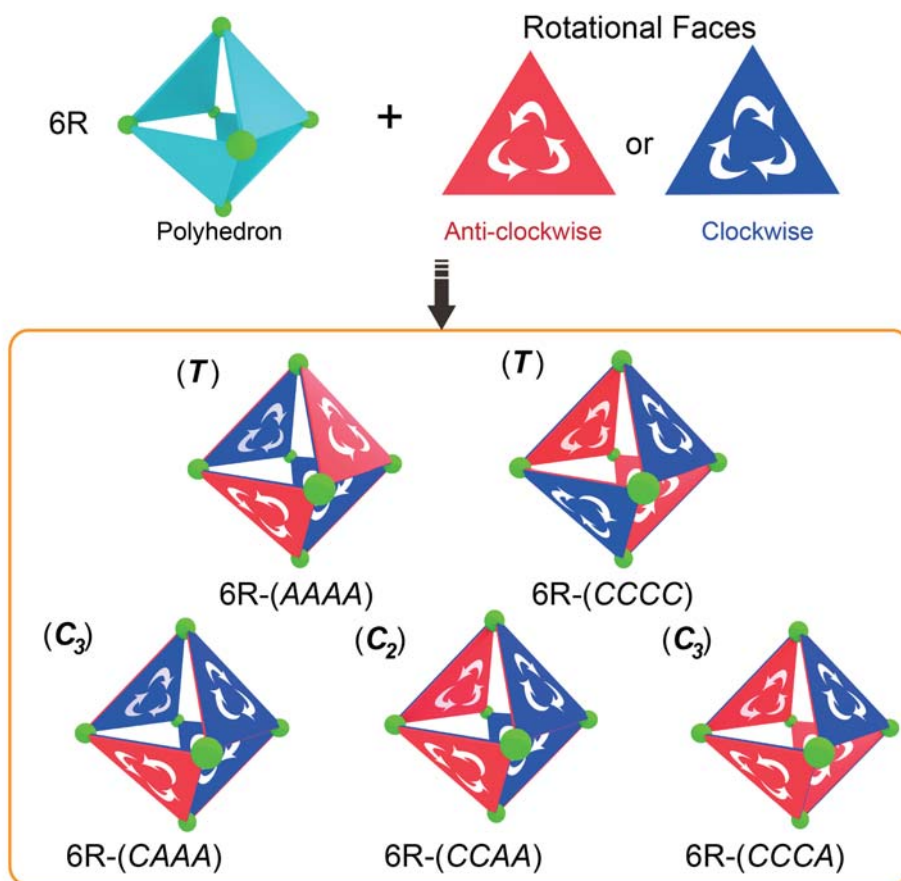 Rotational Faces
6R
+
or
Polyhedron
Anti-clockwise
Clockwise
(T)
(T)
6R-(AAAA)
6R-(CCCC)
(C₃)
(C₂)
(C₃)
6R-(CAAA)
6R-(CCAA)
6R-(CCCA)